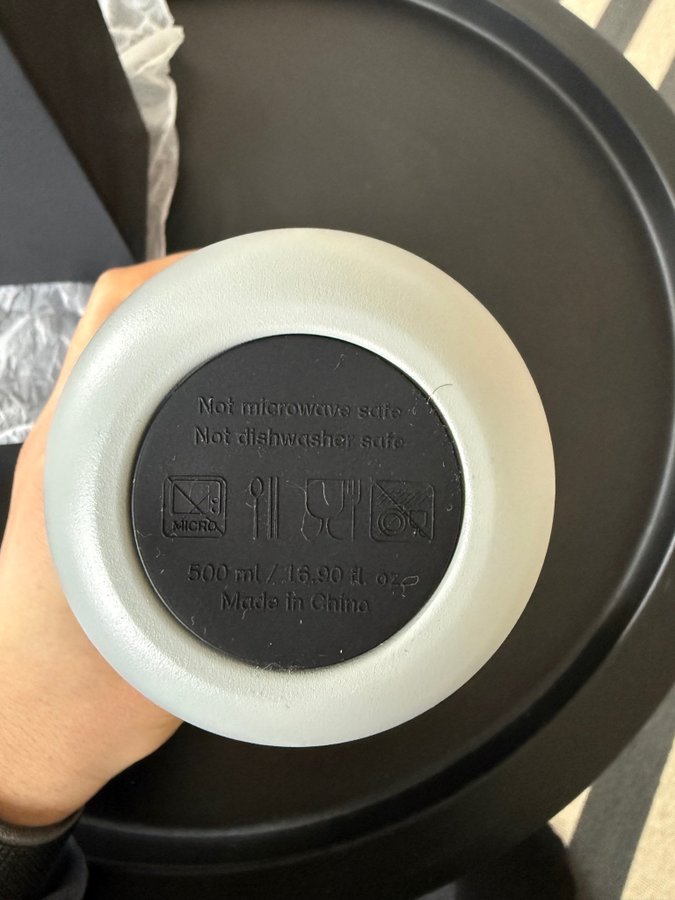 Not microwave safe
Not dishwasher safe
MICRO
500 ml / 16.90 fl. oz.
Made in China